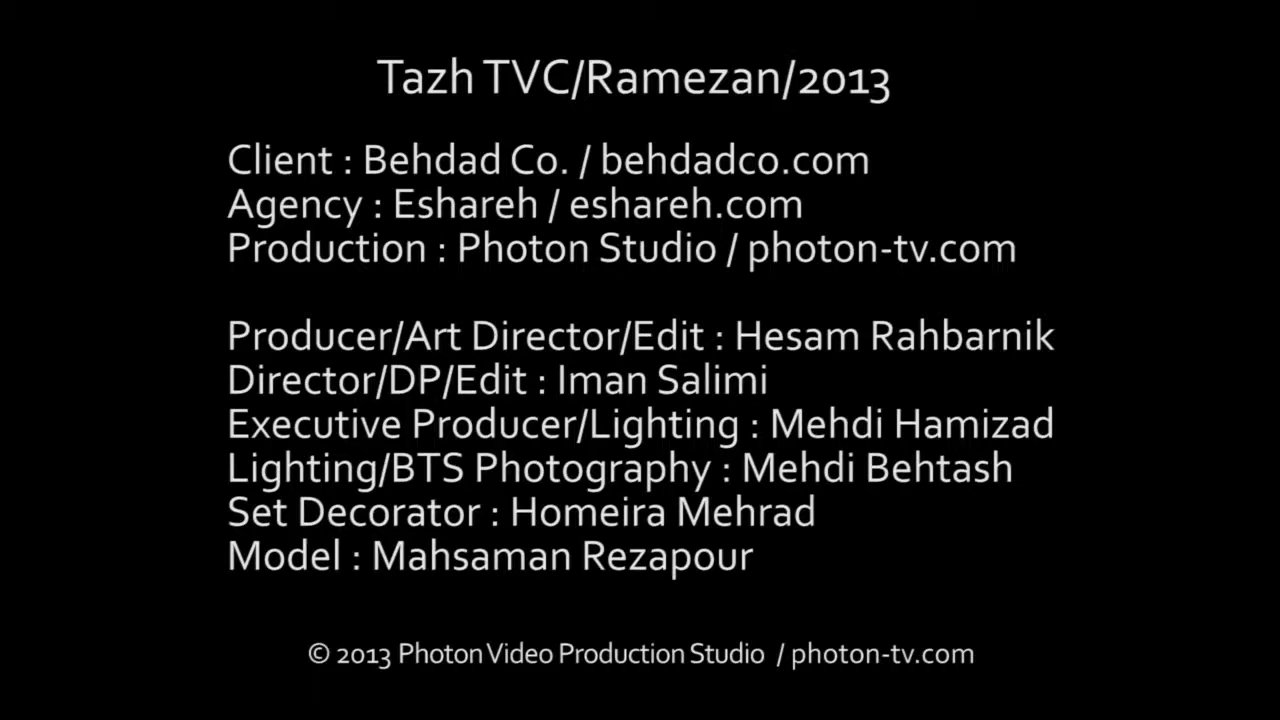 Tazh TVC/Ramezan/2013
Client : Behdad Co. / behdadco.com
Agency : Eshareh / eshareh.com
Production : Photon Studio / photon-tv.com
Producer/Art Director/Edit : Hesam Rahbarnik
Director/DP/Edit : Iman Salimi
Executive Producer/Lighting : Mehdi Hamizad
Lighting/BTS Photography : Mehdi Behtash
Set Decorator : Homeira Mehrad
Model : Mahsaman Rezapour
© 2013 Photon Video Production Studio / photon-tv.com